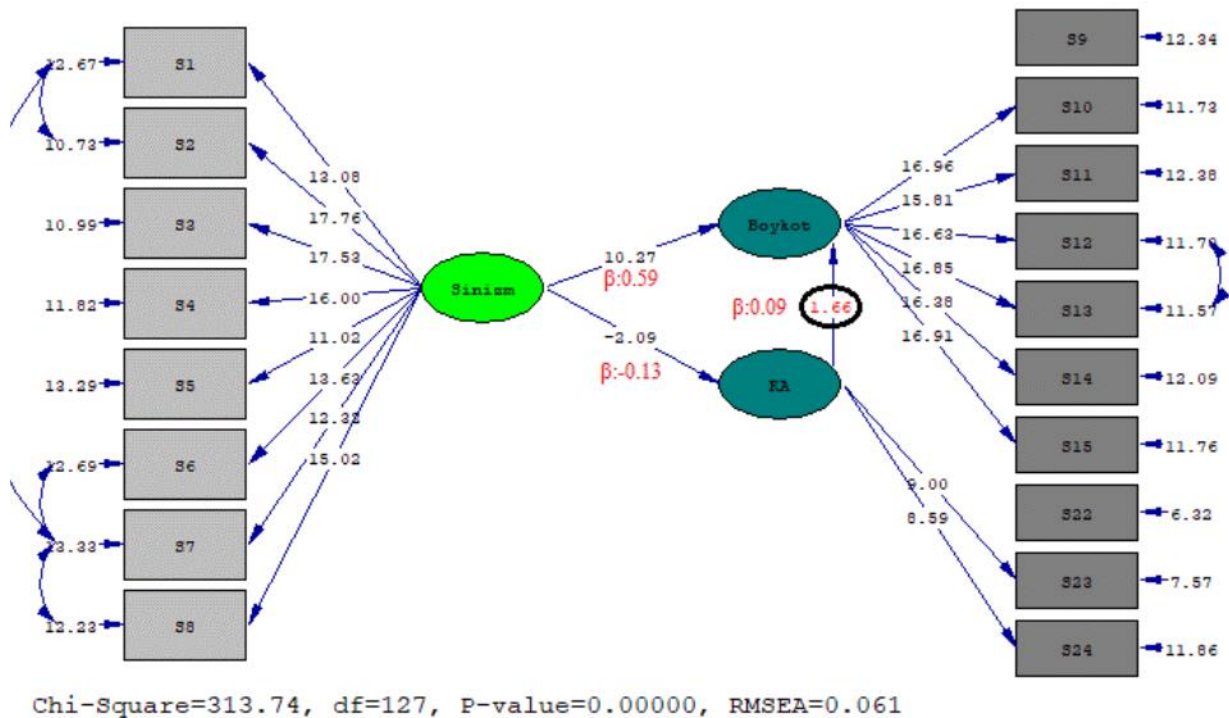 12.67 S1
10.73 S2
10.99 S3
11.82 S4
13.29 S5
12.69 S6
13.33 S7
12.23 S8
13.08
17.76
17.53
16.00
11.02
13.63
12.32
15.02
Sinism
10.27
β:0.59
-2.09
β:-0.13
Boykot
β:0.09 1.66
KA
16.96
15.81
16.63
16.85
16.38
16.91
9.00
8.59
S9 12.34
S10 11.73
S11 12.38
S12 11.70
S13 11.57
S14 12.09
S15 11.76
S22 6.32
S23 7.57
S24 11.86
Chi-Square=313.74, df=127, P-value=0.00000, RMSEA=0.061